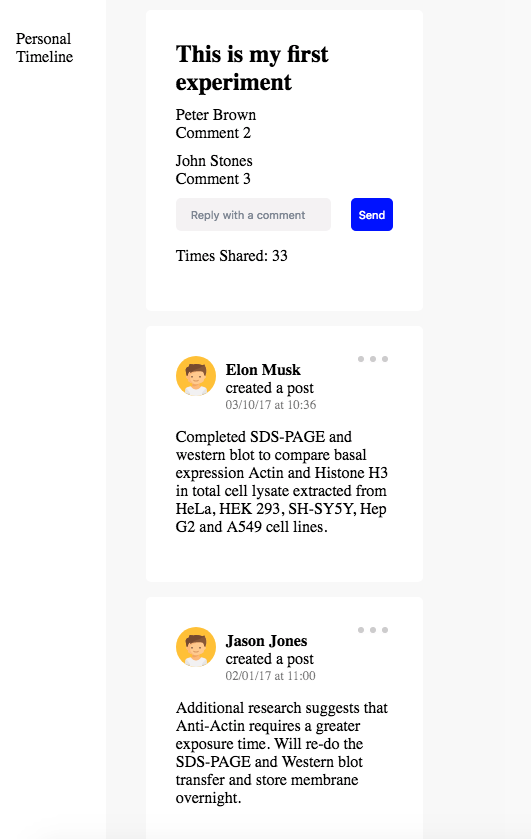 Personal
Timeline
This is my first
experiment
Peter Brown
Comment 2
John Stones
Comment 3
Reply with a comment
Send
Times Shared: 33
Elon Musk
created a post
03/10/17 at 10:36
Completed SDS-PAGE and
western blot to compare basal
expression Actin and Histone H3
in total cell lysate extracted from
HeLa, HEK 293, SH-SY5Y, Hep
G2 and A549 cell lines.
Jason Jones
created a post
02/01/17 at 11:00
Additional research suggests that
Anti-Actin requires a greater
exposure time. Will re-do the
SDS-PAGE and Western blot
transfer and store membrane
overnight.